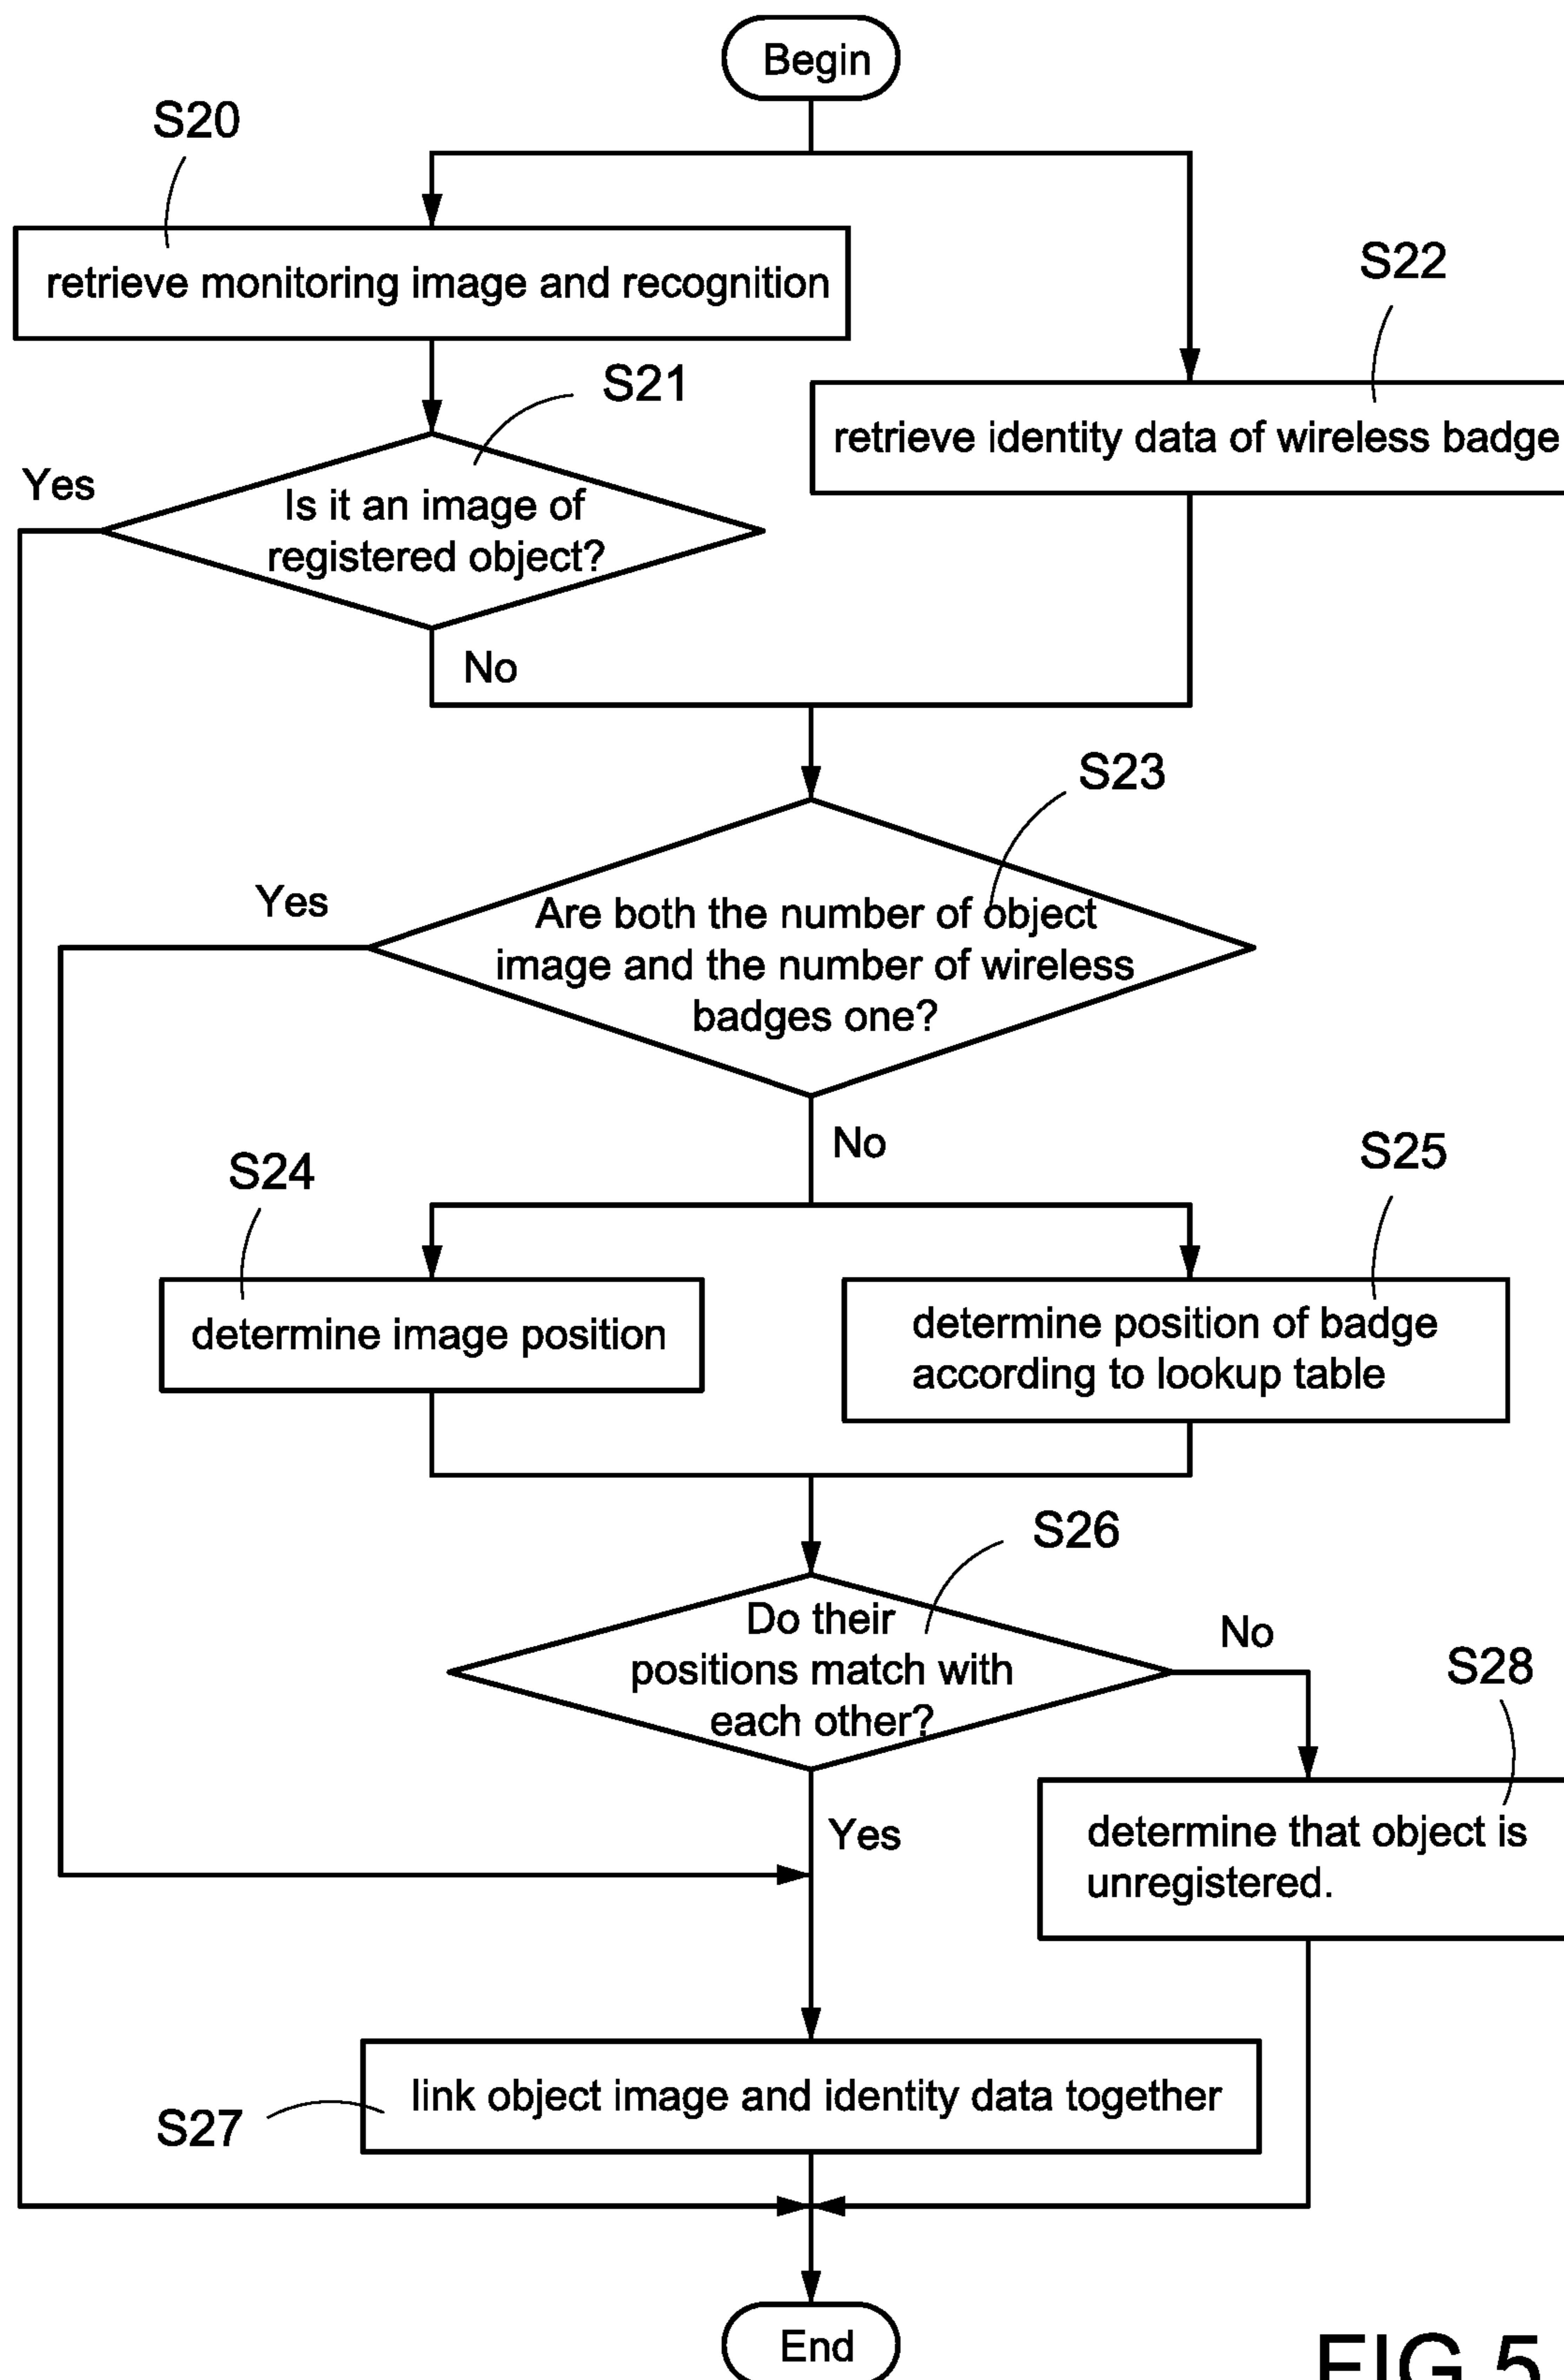 Begin
S20
retrieve monitoring image and recognition
S22
retrieve identity data of wireless badge
S21
Yes
Is it an image of
registered object?
No
S23
Yes
Are both the number of object
image and the number of wireless
badges one?
No
S24
S25
determine image position
determine position of badge
according to lookup table
S26
Do their
positions match with
each other?
No
S28
Yes
determine that object is
unregistered.
link object image and identity data together
S27
End
FIG.5